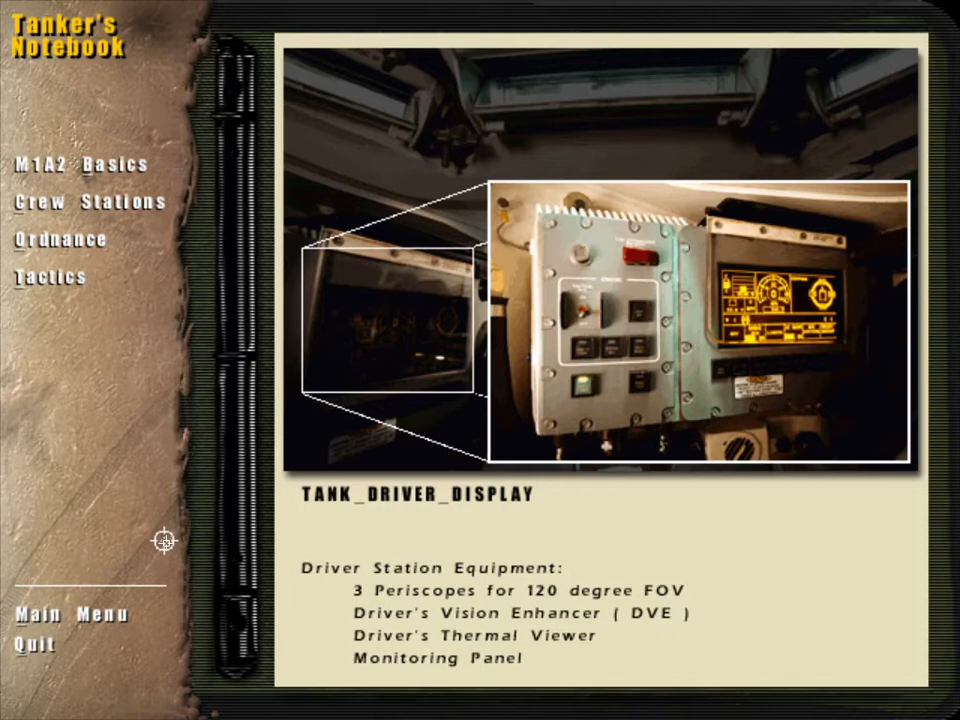 Tanker's
Notebook
M1A2 Basics
Crew Stations
Ordnance
Tactics
Main Menu
Quit
TANK_DRIVER_DISPLAY
Driver Station Equipment:
3 Periscopes for 120 degree FOV
Driver's Vision Enhancer ( DVE )
Driver's Thermal Viewer
Monitoring Panel